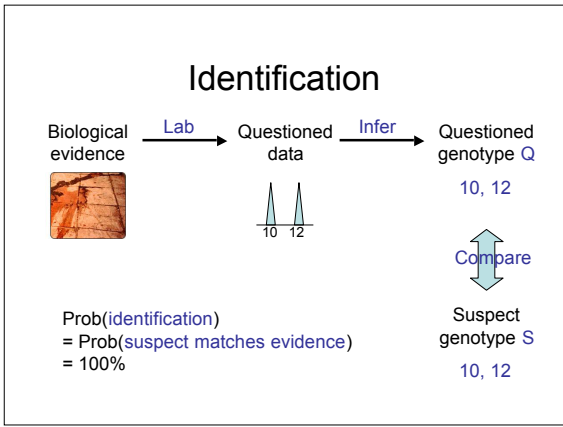 Identification
Biological
evidence
Lab
Questioned
data
Infer
Questioned
genotype Q
10, 12
10 12
Compare
Suspect
genotype S
10, 12
Prob(identification)
= Prob(suspect matches evidence)
= 100%